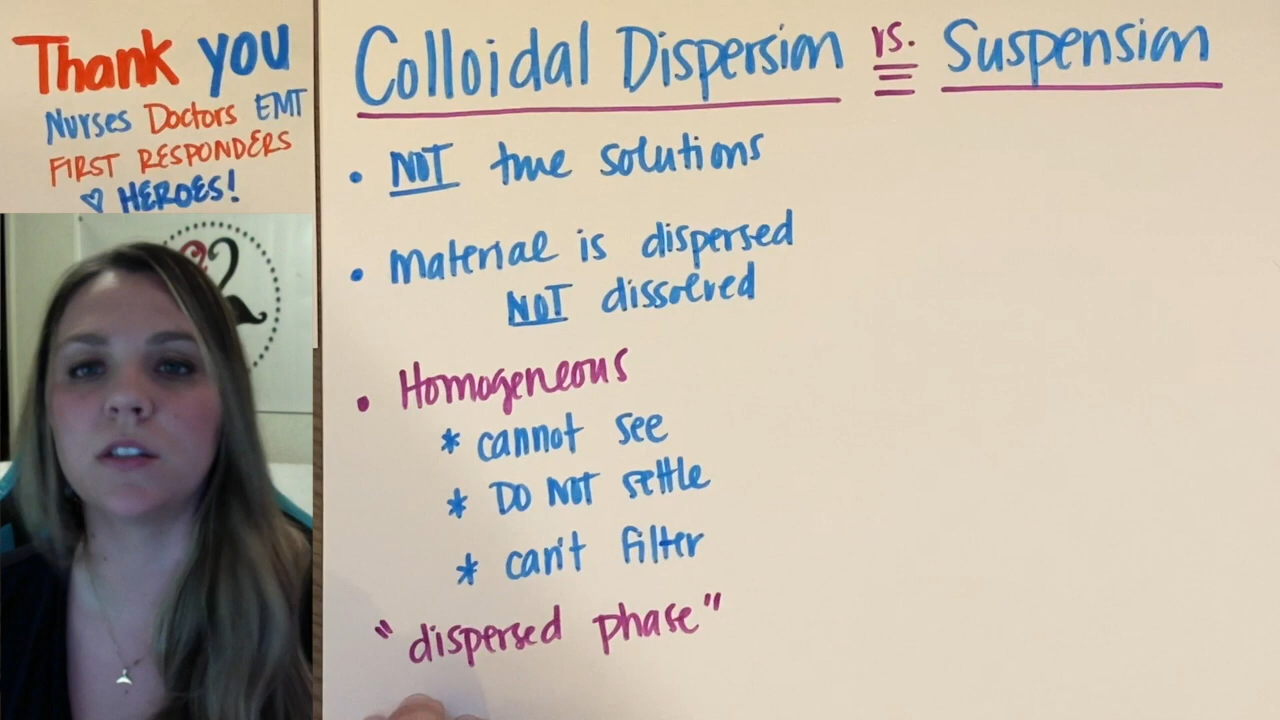 Thank you
Nurses Doctors EMT
FIRST RESPONDERS
♡ HEROES!
Colloidal Dispersion vs. Suspension
• NOT true solutions
• Material is dispersed
NOT dissolved
• Homogeneous
* cannot see
* DO NOT settle
* can't filter
"dispersed phase"